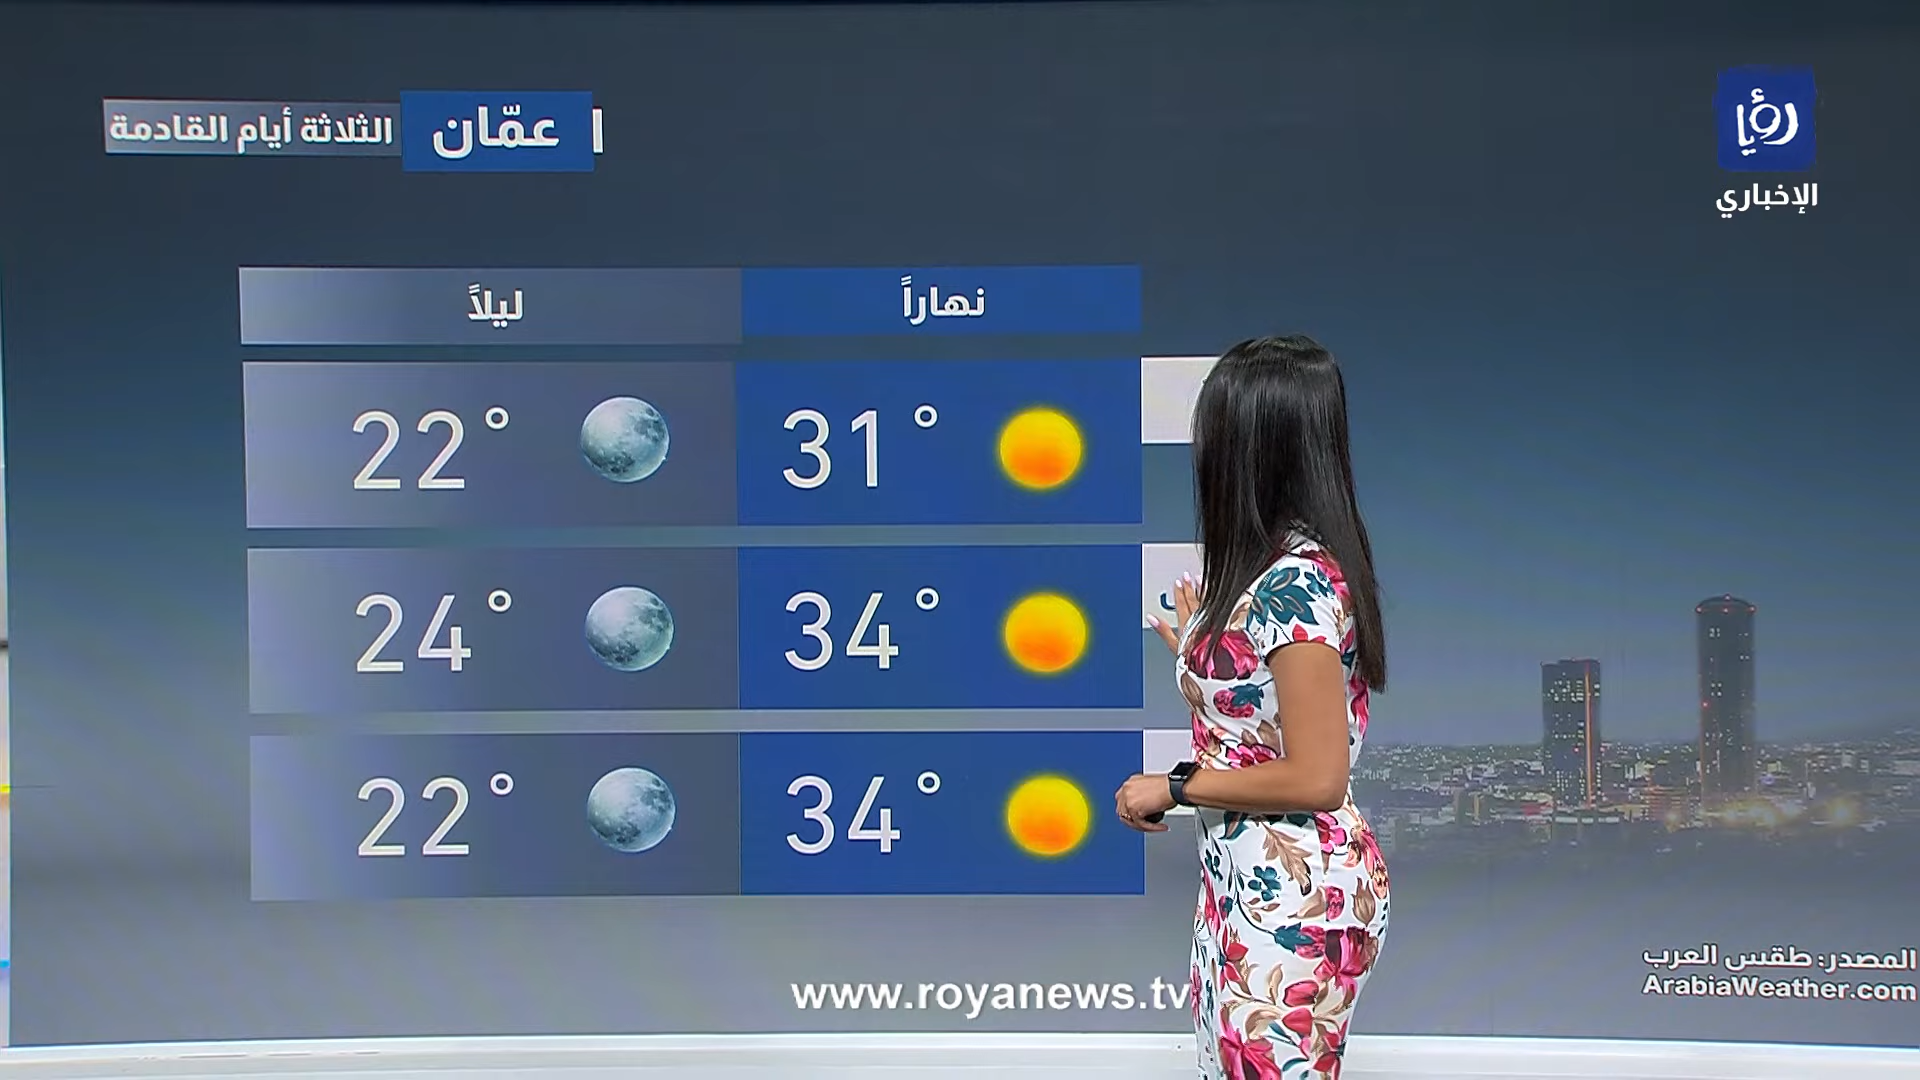 عمّان الثلاثة أيام القادمة
رؤيا
الإخباري
نهاراً ليلاً
31° 22°
34° 24°
34° 22°
www.royanews.tv
المصدر: طقس العرب
ArabiaWeather.com